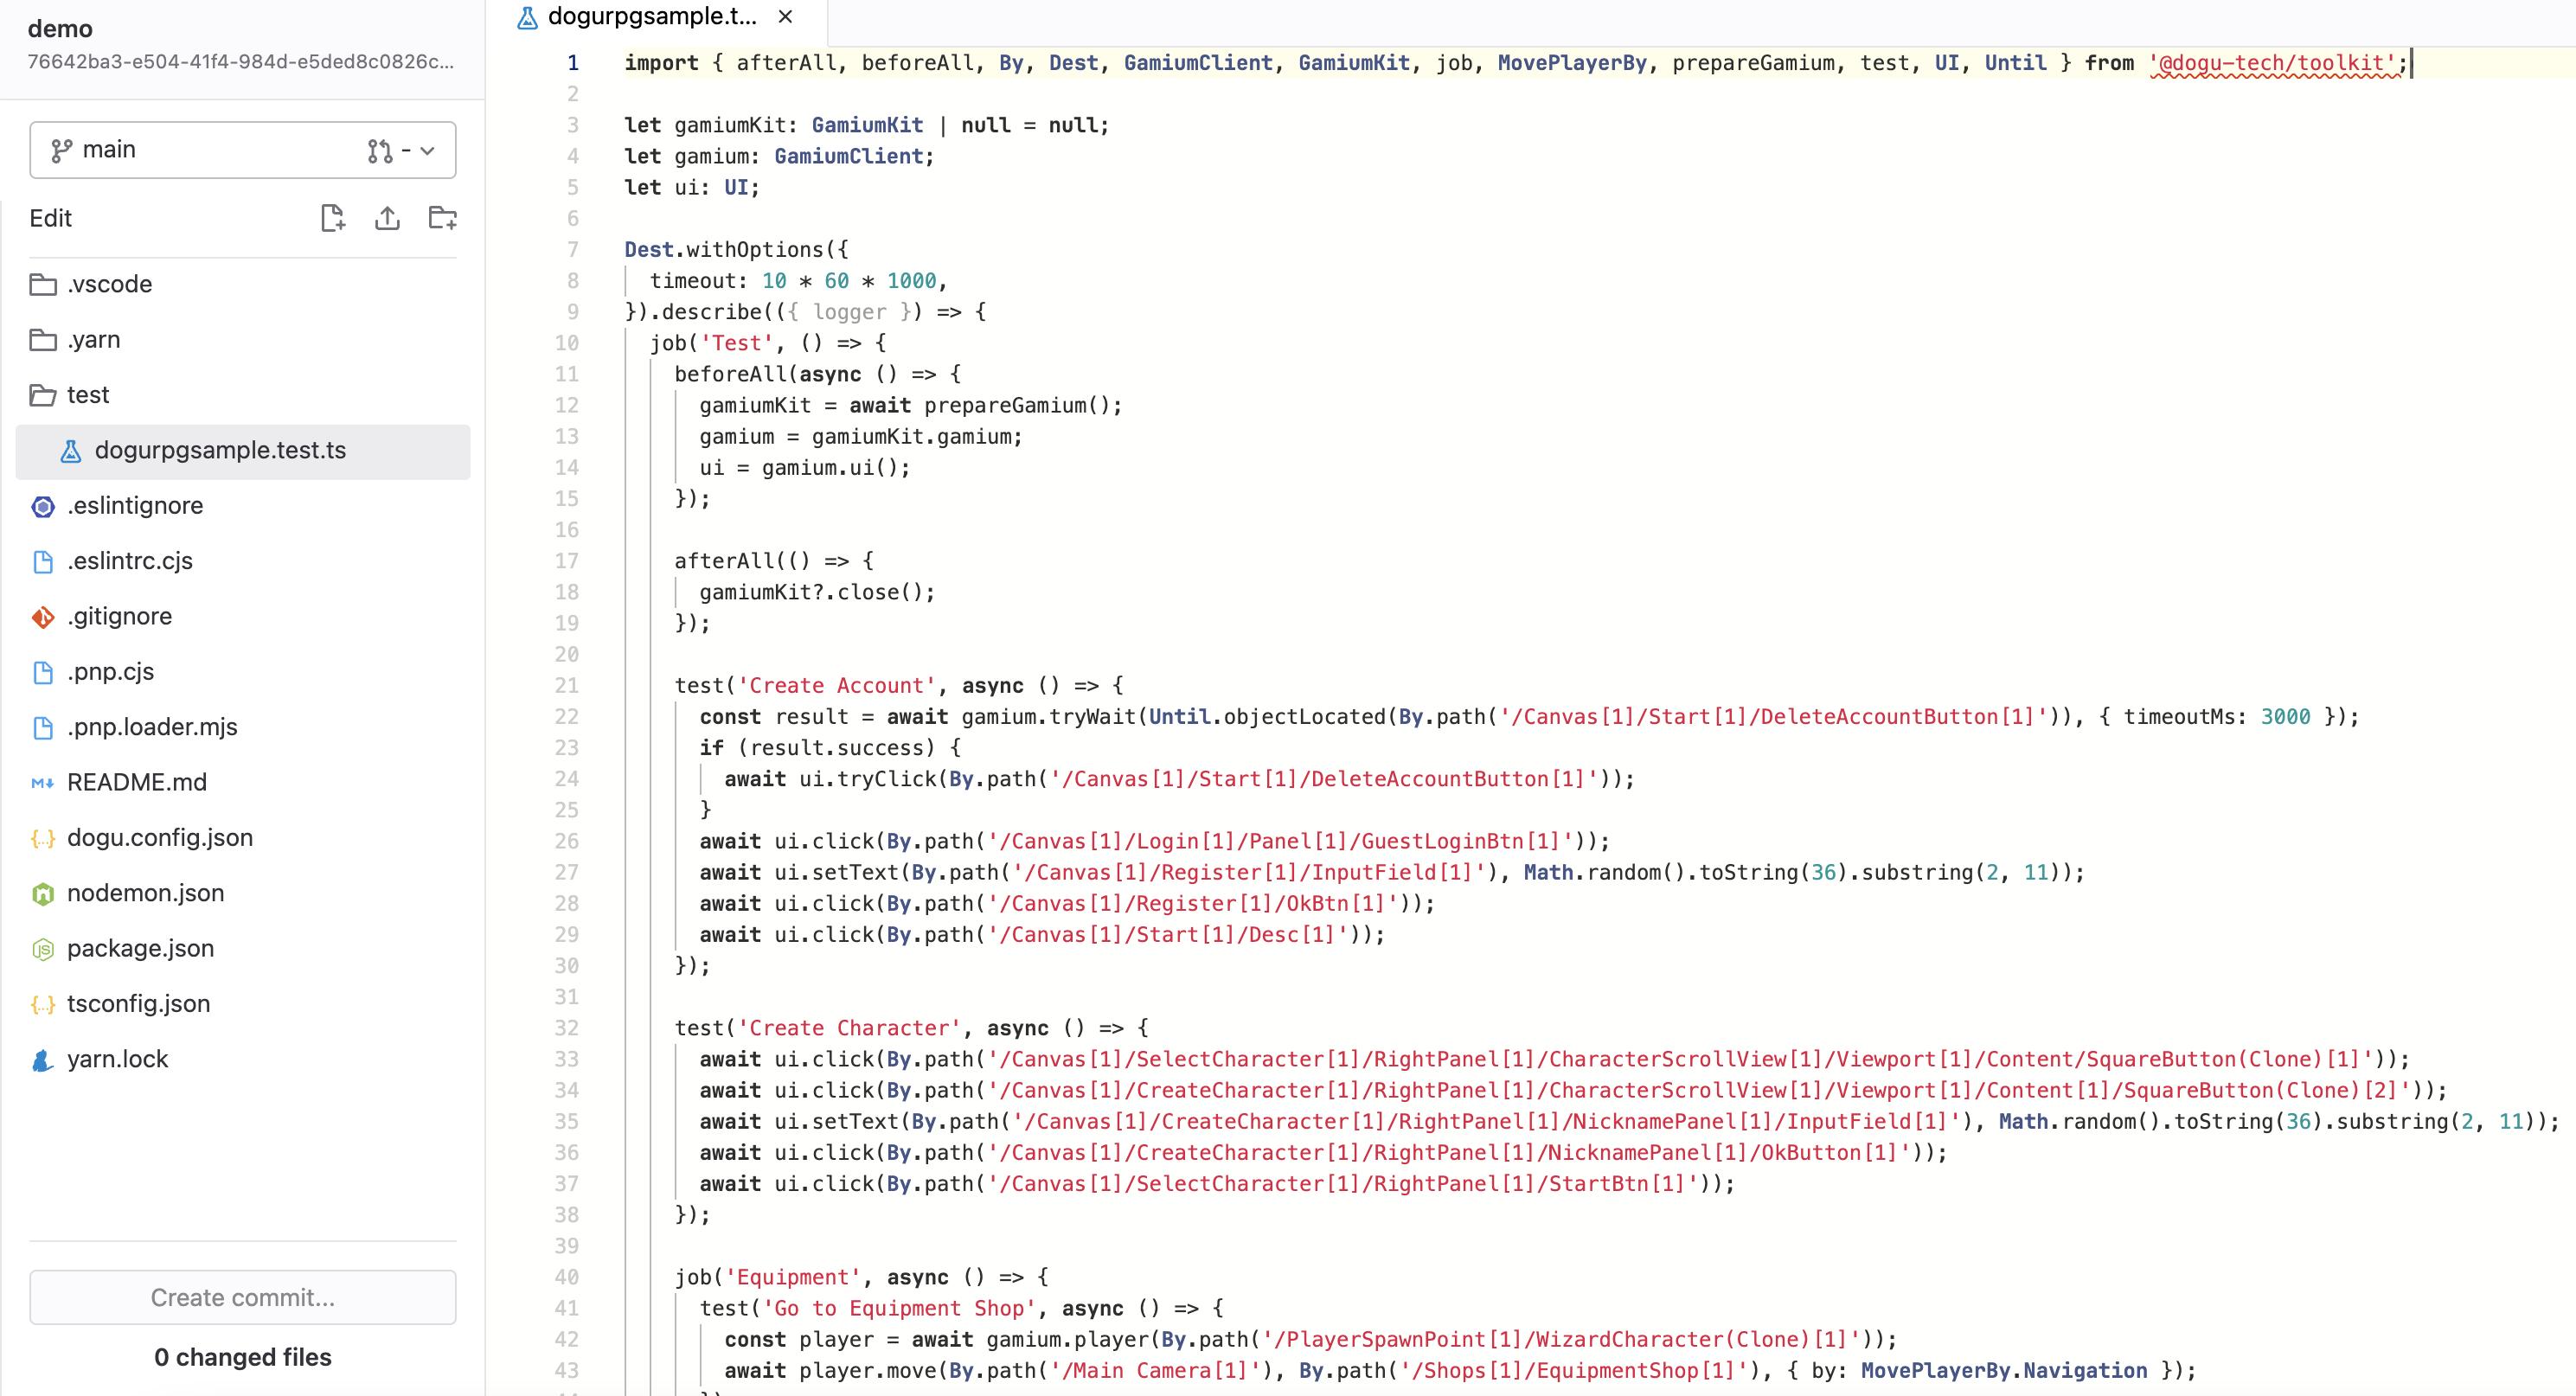 demo
76642ba3-e504-41f4-984d-e5ded8c0826c...
main
-
Edit
.vscode
.yarn
test
dogurpgsample.test.ts
.eslintignore
.eslintrc.cjs
.gitignore
.pnp.cjs
.pnp.loader.mjs
README.md
dogu.config.json
nodemon.json
package.json
tsconfig.json
yarn.lock
Create commit...
0 changed files
dogurpgsample.t...
1 import { afterAll, beforeAll, By, Dest, GamiumClient, GamiumKit, job, MovePlayerBy, prepareGamium, test, UI, Until } from '@dogu-tech/toolkit';
2
3 let gamiumKit: GamiumKit | null = null;
4 let gamium: GamiumClient;
5 let ui: UI;
6
7 Dest.withOptions({
8   timeout: 10 * 60 * 1000,
9 }).describe(({ logger }) => {
10   job('Test', () => {
11     beforeAll(async () => {
12       gamiumKit = await prepareGamium();
13       gamium = gamiumKit.gamium;
14       ui = gamium.ui();
15     });
16
17     afterAll(() => {
18       gamiumKit?.close();
19     });
20
21     test('Create Account', async () => {
22       const result = await gamium.tryWait(Until.objectLocated(By.path('/Canvas[1]/Start[1]/DeleteAccountButton[1]')), { timeoutMs: 3000 });
23       if (result.success) {
24         await ui.tryClick(By.path('/Canvas[1]/Start[1]/DeleteAccountButton[1]'));
25       }
26       await ui.click(By.path('/Canvas[1]/Login[1]/Panel[1]/GuestLoginBtn[1]'));
27       await ui.setText(By.path('/Canvas[1]/Register[1]/InputField[1]'), Math.random().toString(36).substring(2, 11));
28       await ui.click(By.path('/Canvas[1]/Register[1]/OkBtn[1]'));
29       await ui.click(By.path('/Canvas[1]/Start[1]/Desc[1]'));
30     });
31
32     test('Create Character', async () => {
33       await ui.click(By.path('/Canvas[1]/SelectCharacter[1]/RightPanel[1]/CharacterScrollView[1]/Viewport[1]/Content/SquareButton(Clone)[1]'));
34       await ui.click(By.path('/Canvas[1]/CreateCharacter[1]/RightPanel[1]/CharacterScrollView[1]/Viewport[1]/Content[1]/SquareButton(Clone)[2]'));
35       await ui.setText(By.path('/Canvas[1]/CreateCharacter[1]/RightPanel[1]/NicknamePanel[1]/InputField[1]'), Math.random().toString(36).substring(2, 11));
36       await ui.click(By.path('/Canvas[1]/CreateCharacter[1]/RightPanel[1]/NicknamePanel[1]/OkButton[1]'));
37       await ui.click(By.path('/Canvas[1]/SelectCharacter[1]/RightPanel[1]/StartBtn[1]'));
38     });
39
40     job('Equipment', async () => {
41       test('Go to Equipment Shop', async () => {
42         const player = await gamium.player(By.path('/PlayerSpawnPoint[1]/WizardCharacter(Clone)[1]'));
43         await player.move(By.path('/Main Camera[1]'), By.path('/Shops[1]/EquipmentShop[1]'), { by: MovePlayerBy.Navigation });